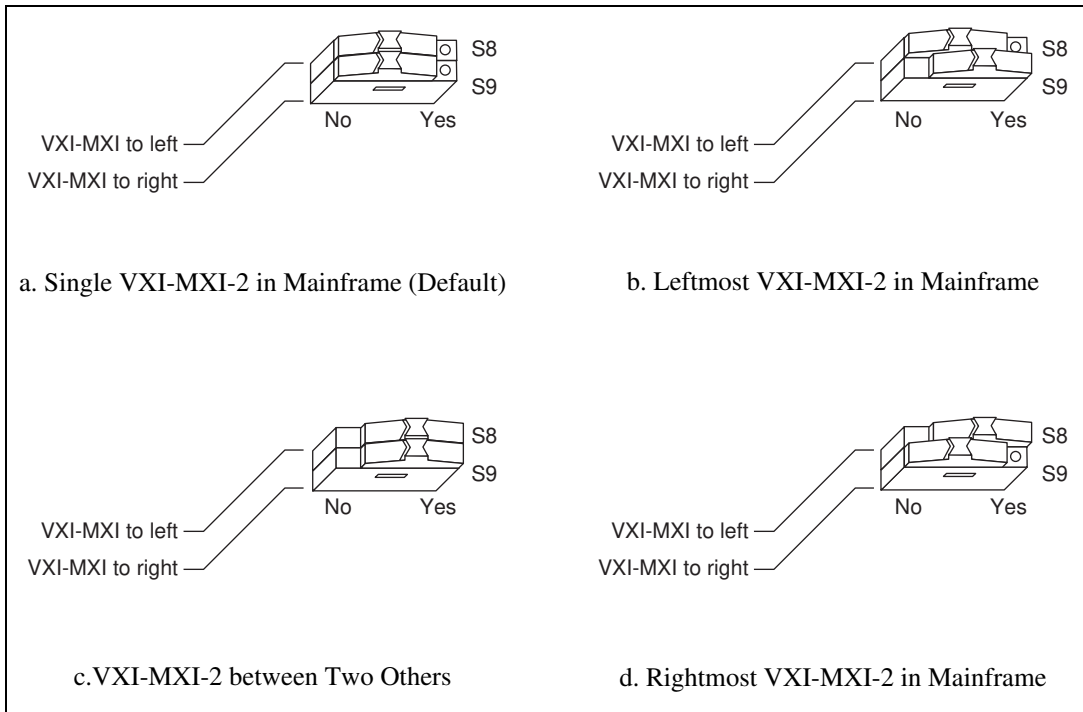 S8
S9
No Yes
VXI-MXI to left
VXI-MXI to right
a. Single VXI-MXI-2 in Mainframe (Default)
S8
S9
No Yes
VXI-MXI to left
VXI-MXI to right
b. Leftmost VXI-MXI-2 in Mainframe
S8
S9
No Yes
VXI-MXI to left
VXI-MXI to right
c.VXI-MXI-2 between Two Others
S8
S9
No Yes
VXI-MXI to left
VXI-MXI to right
d. Rightmost VXI-MXI-2 in Mainframe